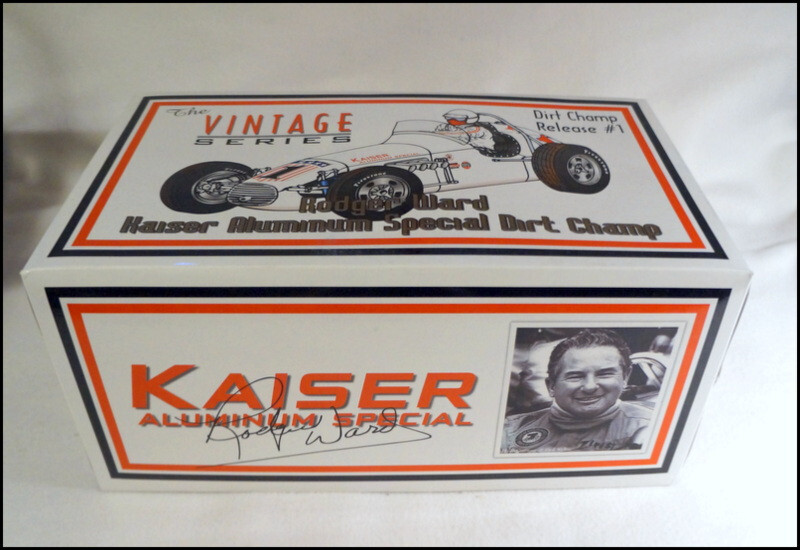 The
VINTAGE
SERIES
Dirt Champ
Release #1
KAISER
Rodger Ward
Kaiser Aluminum Special Dirt Champ
KAISER
ALUMINUM SPECIAL
Rodger Ward